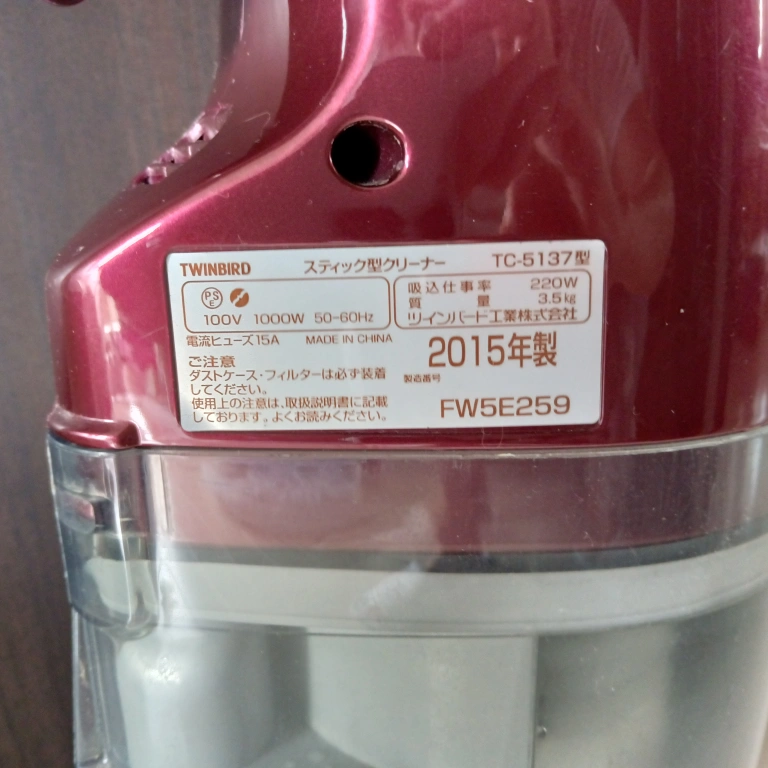 TWINBIRD スティック型クリーナー TC-5137型
PS
E
100V 1000W 50-60Hz
吸込仕事率 220W
質量 3.5kg
ツインバード工業株式会社
電流ヒューズ15A MADE IN CHINA
2015年製
ご注意
ダストケース・フィルターは必ず装着
してください。
使用上の注意は、取扱説明書に記載
しております。よくお読みください。
製造番号
FW5E259